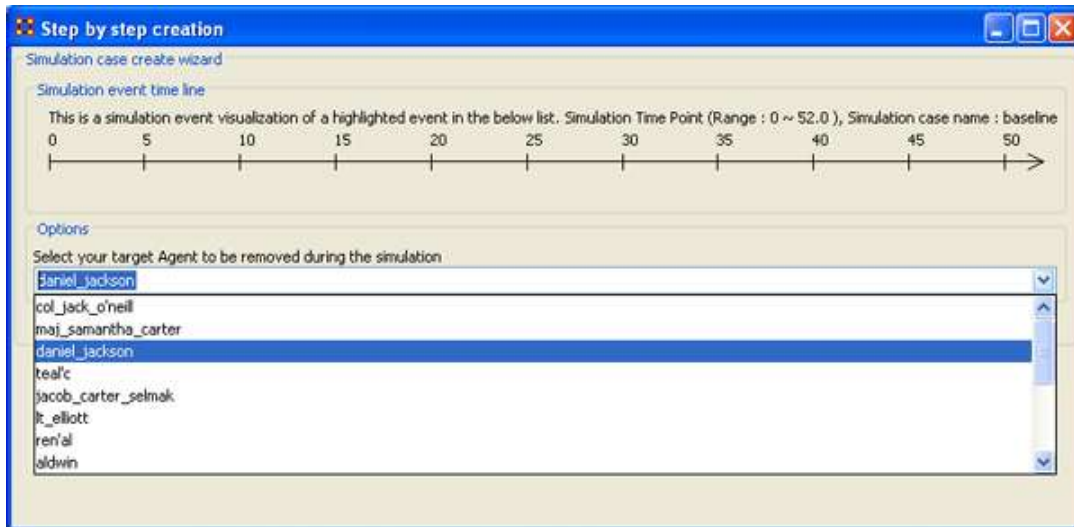 Step by step creation
Simulation case create wizard
Simulation event time line
This is a simulation event visualization of a highlighted event in the below list. Simulation Time Point (Range : 0 ~ 52.0 ), Simulation case name : baseline
0 5 10 15 20 25 30 35 40 45 50
Options
Select your target Agent to be removed during the simulation
daniel_jackson
col_jack_o'neill
maj_samantha_carter
daniel_jackson
teal'c
jacob_carter_selmak
lt_elliott
ren'al
aldwin